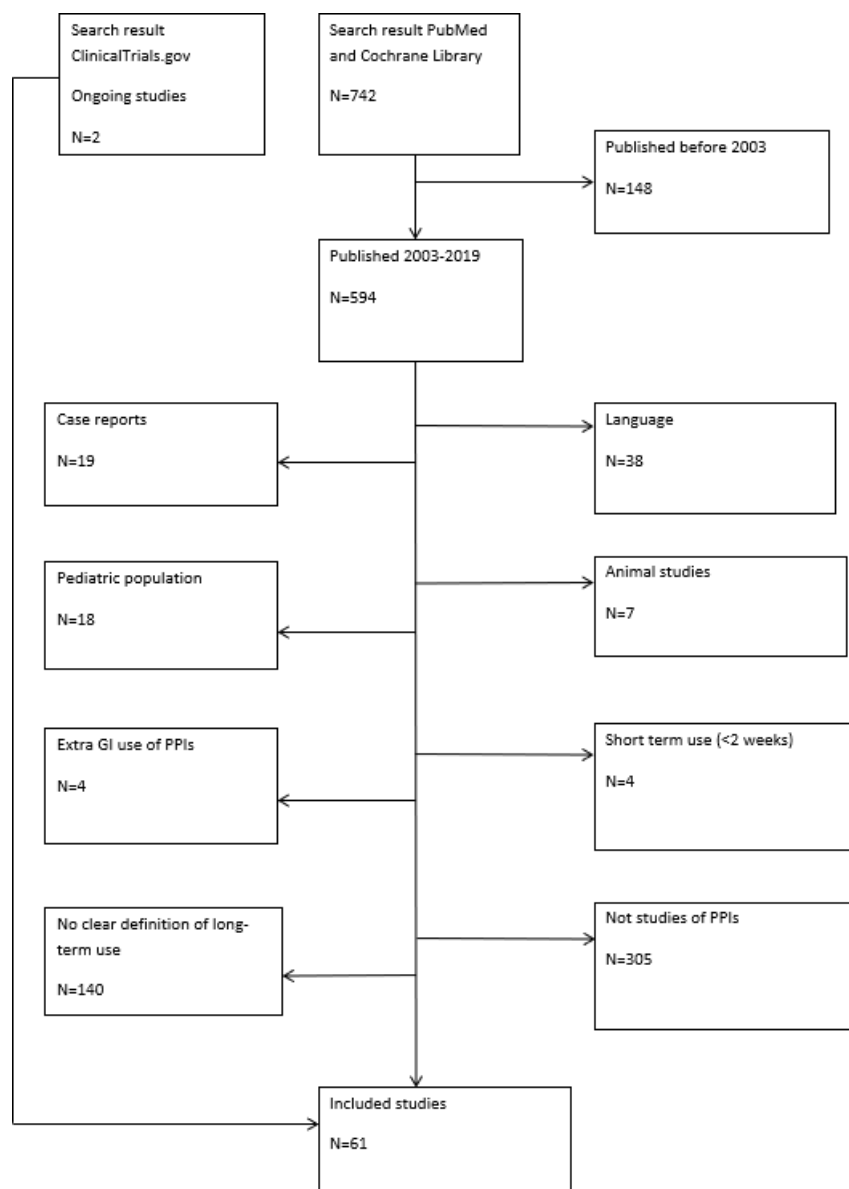 Search result
ClinicalTrials.gov
Ongoing studies
N=2
Search result PubMed
and Cochrane Library
N=742
Published before 2003
N=148
Published 2003-2019
N=594
Case reports
N=19
Language
N=38
Pediatric population
N=18
Animal studies
N=7
Extra GI use of PPIs
N=4
Short term use (<2 weeks)
N=4
No clear definition of long-
term use
N=140
Not studies of PPIs
N=305
Included studies
N=61